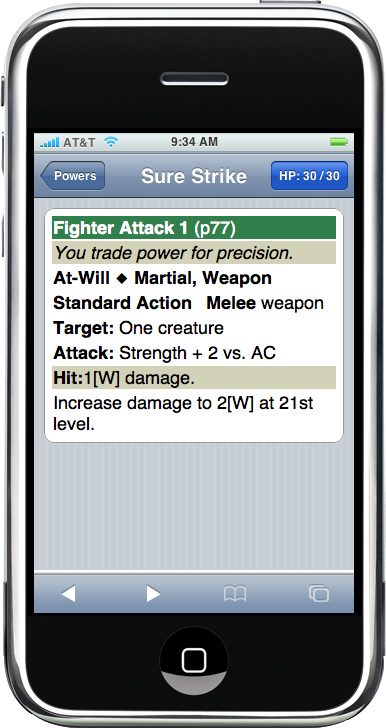 AT&T 9:34 AM
Powers Sure Strike HP: 30 / 30
Fighter Attack 1 (p77)
You trade power for precision.
At-Will ◆ Martial, Weapon
Standard Action Melee weapon
Target: One creature
Attack: Strength + 2 vs. AC
Hit:1[W] damage.
Increase damage to 2[W] at 21st
level.